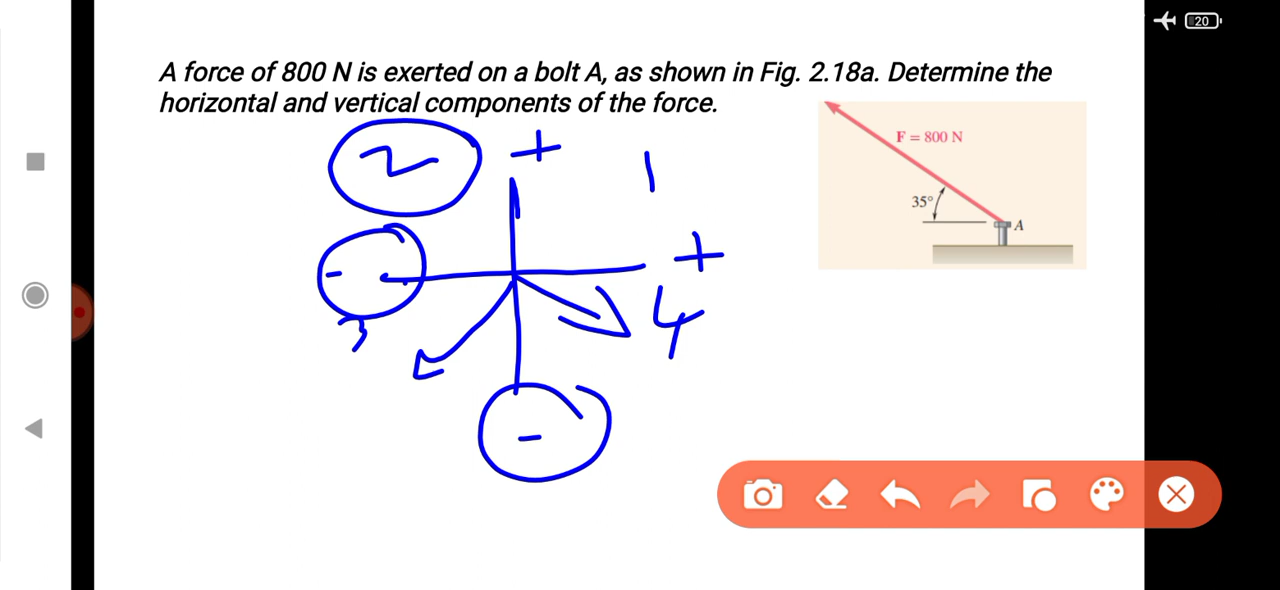 20
A force of 800 N is exerted on a bolt A, as shown in Fig. 2.18a. Determine the
horizontal and vertical components of the force.
F = 800 N
35°
A
2 + 1
- +
3 4
-